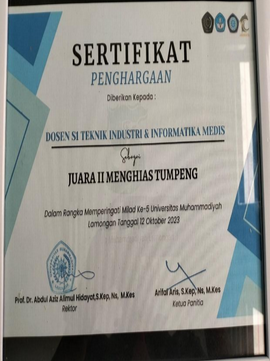 SERTIFIKAT
PENGHARGAAN
Diberikan Kepada :
DOSEN S1 TEKNIK INDUSTRI & INFORMATIKA MEDIS
Sebagai
JUARA II MENGHIAS TUMPENG
Dalam Rangka Memperingati Milad Ke-5 Universitas Muhammadiyah
Lamongan Tanggal 12 Oktober 2023
Prof. Dr. Abdul Aziz Alimul Hidayat,S.Kep, Ns, M.Kes
Rektor
Arifal Aris, S.Kep, Ns, M.Kes
Ketua Panitia